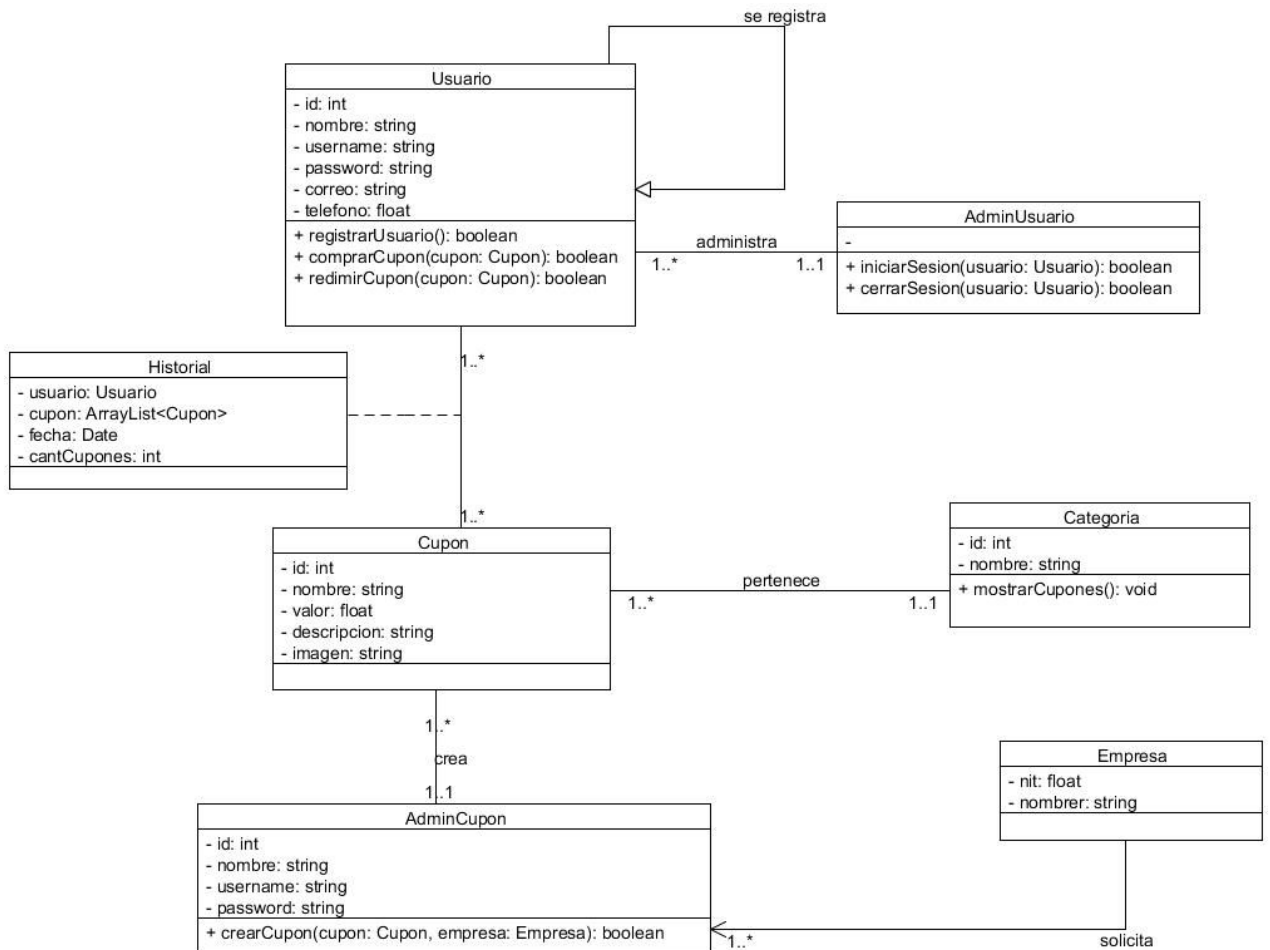 se registra
Usuario
- id: int
- nombre: string
- username: string
- password: string
- correo: string
- telefono: float
+ registrarUsuario(): boolean
+ comprarCupon(cupon: Cupon): boolean
+ redimirCupon(cupon: Cupon): boolean
administra
1..*
1..1
AdminUsuario
-
+ iniciarSesion(usuario: Usuario): boolean
+ cerrarSesion(usuario: Usuario): boolean
1..*
Historial
- usuario: Usuario
- cupon: ArrayList<Cupon>
- fecha: Date
- cantCupones: int
1..*
Cupon
- id: int
- nombre: string
- valor: float
- descripcion: string
- imagen: string
pertenece
1..*
1..1
Categoria
- id: int
- nombre: string
+ mostrarCupones(): void
1..*
crea
1..1
AdminCupon
- id: int
- nombre: string
- username: string
- password: string
+ crearCupon(cupon: Cupon, empresa: Empresa): boolean
Empresa
- nit: float
- nombrer: string
1..*
solicita